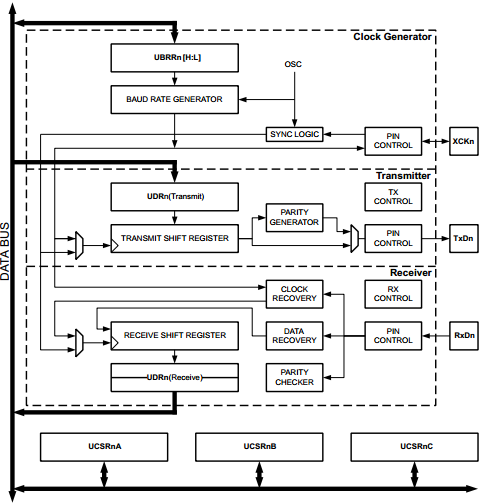 Clock Generator
UBRRn [H:L]
OSC
BAUD RATE GENERATOR
SYNC LOGIC
PIN
CONTROL
XCKn
Transmitter
UDRn(Transmit)
TX
CONTROL
PARITY
GENERATOR
TRANSMIT SHIFT REGISTER
PIN
CONTROL
TxDn
DATA BUS
Receiver
CLOCK
RECOVERY
RX
CONTROL
RECEIVE SHIFT REGISTER
DATA
RECOVERY
PIN
CONTROL
RxDn
UDRn(Receive)
PARITY
CHECKER
UCSRnA
UCSRnB
UCSRnC